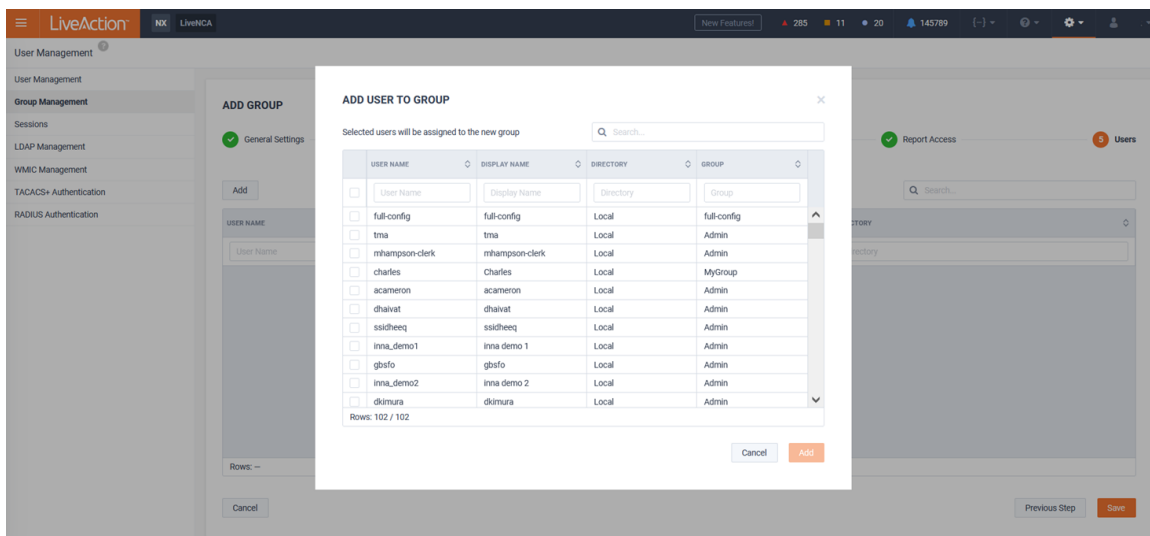 LiveAction NX LiveNCA New Features! 285 11 20 145789
User Management
User Management
Group Management
Sessions
LDAP Management
WMIC Management
TACACS+ Authentication
RADIUS Authentication
ADD GROUP
General Settings
Report Access
5 Users
Add
Search...
USER NAME
User Name
Rows: --
Cancel
Previous Step
Save
ADD USER TO GROUP
Selected users will be assigned to the new group
Search...
USER NAME DISPLAY NAME DIRECTORY GROUP
User Name Display Name Directory Group
full-config full-config Local full-config
tma tma Local Admin
mhampson-clerk mhampson-clerk Local Admin
charles Charles Local MyGroup
acameron acameron Local Admin
dhaivat dhaivat Local Admin
ssidheeq ssidheeq Local Admin
inna_demo1 inna demo 1 Local Admin
gbsfo gbsfo Local Admin
inna_demo2 inna demo 2 Local Admin
dkimura dkimura Local Admin
Rows: 102 / 102
Cancel
Add